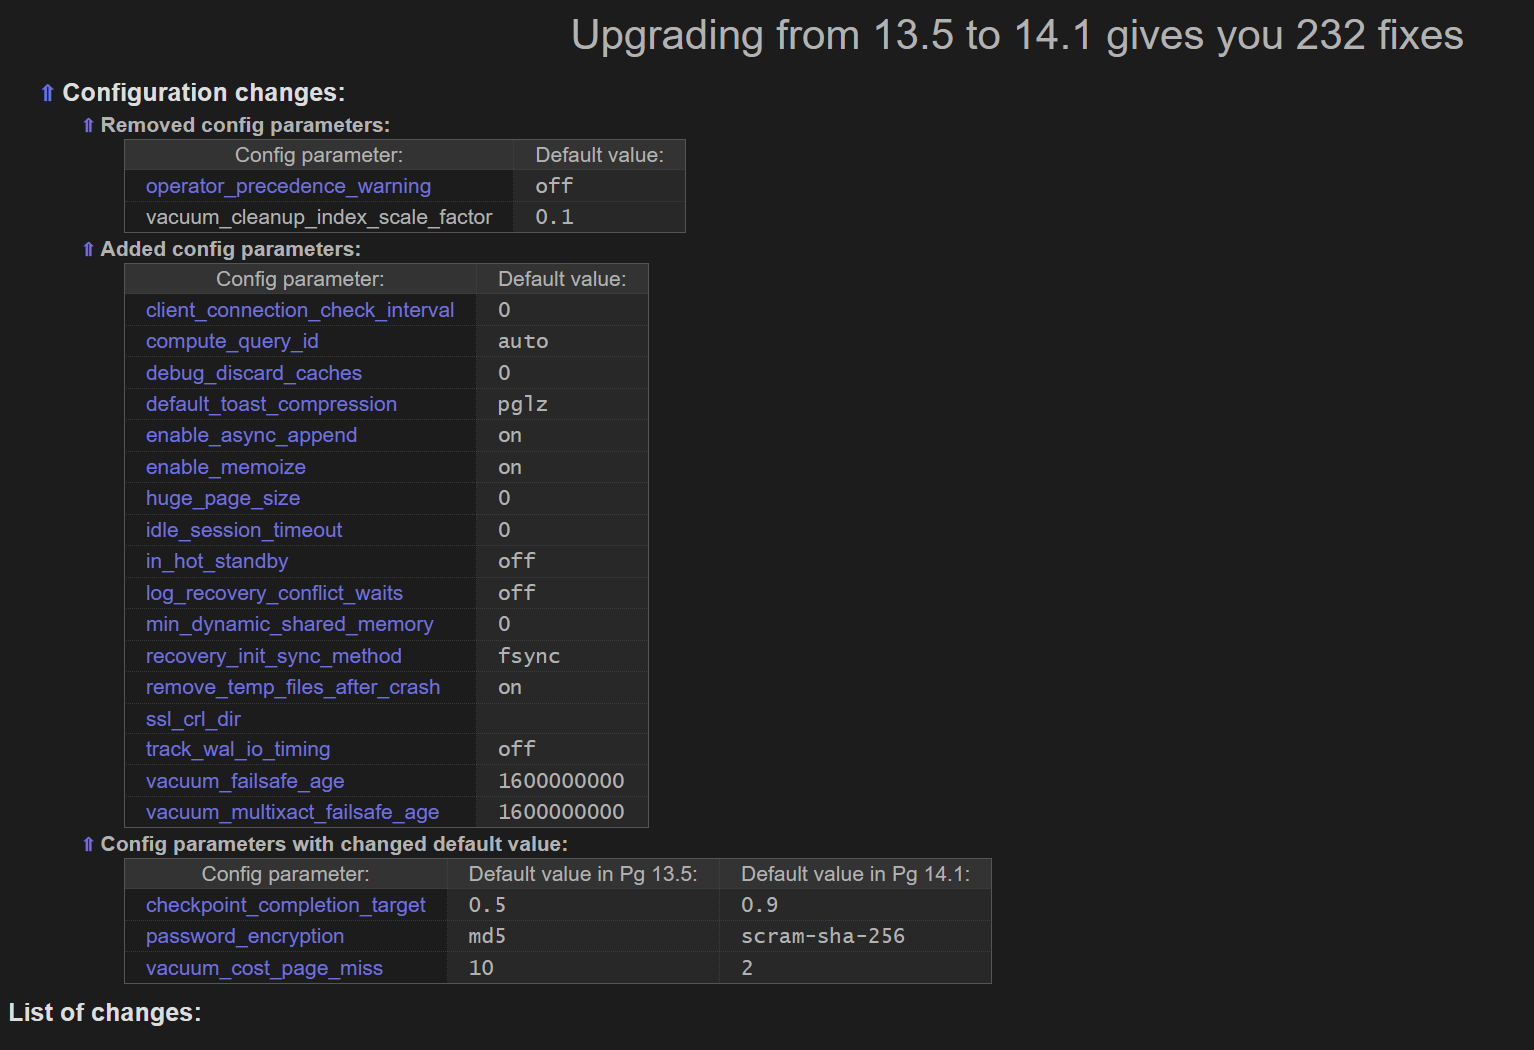 Upgrading from 13.5 to 14.1 gives you 232 fixes
⇑ Configuration changes:
⇑ Removed config parameters:
Config parameter: Default value:
operator_precedence_warning off
vacuum_cleanup_index_scale_factor 0.1
⇑ Added config parameters:
Config parameter: Default value:
client_connection_check_interval 0
compute_query_id auto
debug_discard_caches 0
default_toast_compression pglz
enable_async_append on
enable_memoize on
huge_page_size 0
idle_session_timeout 0
in_hot_standby off
log_recovery_conflict_waits off
min_dynamic_shared_memory 0
recovery_init_sync_method fsync
remove_temp_files_after_crash on
ssl_crl_dir
track_wal_io_timing off
vacuum_failsafe_age 1600000000
vacuum_multixact_failsafe_age 1600000000
⇑ Config parameters with changed default value:
Config parameter: Default value in Pg 13.5: Default value in Pg 14.1:
checkpoint_completion_target 0.5 0.9
password_encryption md5 scram-sha-256
vacuum_cost_page_miss 10 2
List of changes: